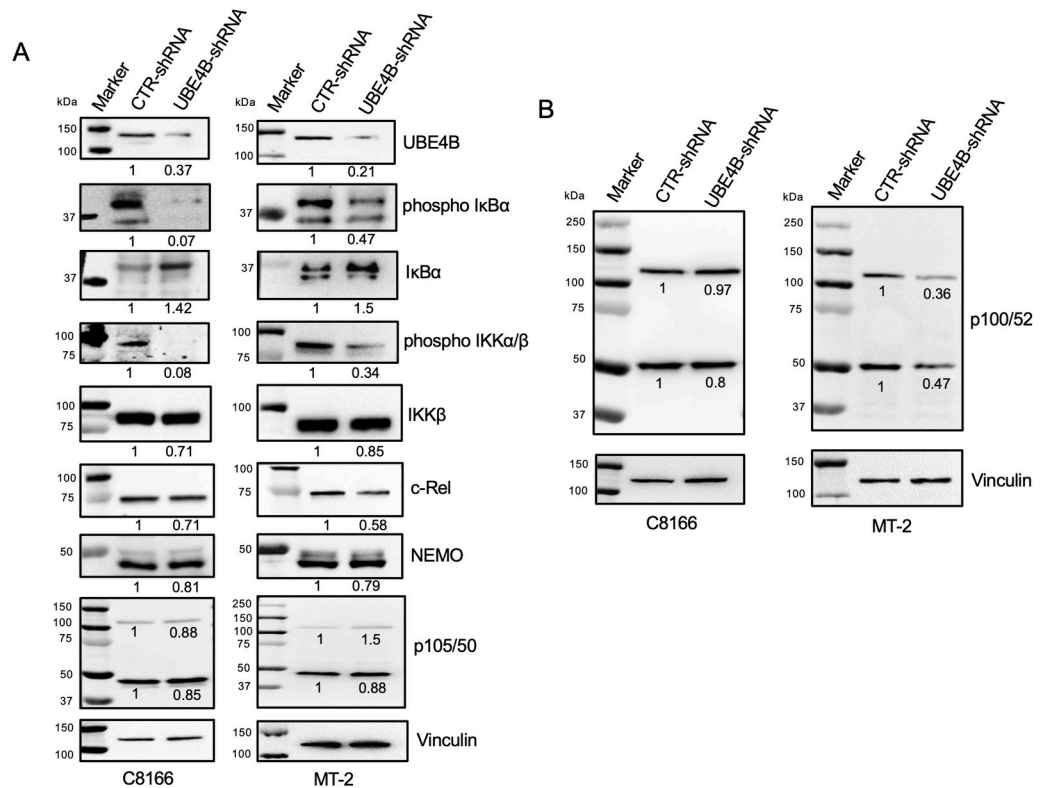 A
kDa
Marker
CTR-shRNA
UBE4B-shRNA
kDa
Marker
CTR-shRNA
UBE4B-shRNA
150
100
1 0.37
150
100
1 0.21
UBE4B
37
1 0.07
37
1 0.47
phospho IκBα
37
1 1.42
37
1 1.5
IκBα
100
75
1 0.08
100
75
1 0.34
phospho IKKα/β
100
75
1 0.71
100
1 0.85
IKKβ
100
75
1 0.71
100
75
1 0.58
c-Rel
50
1 0.81
50
1 0.79
NEMO
150
100
75
50
37
1 0.88
1 0.85
250
150
100
75
50
37
1 1.5
1 0.88
p105/50
150
100
150
100
Vinculin
C8166
MT-2
B
kDa
Marker
CTR-shRNA
UBE4B-shRNA
250
150
100
75
50
37
1 0.97
1 0.8
150
100
C8166
kDa
Marker
CTR-shRNA
UBE4B-shRNA
250
150
100
75
50
37
1 0.36
1 0.47
p100/52
150
100
Vinculin
MT-2